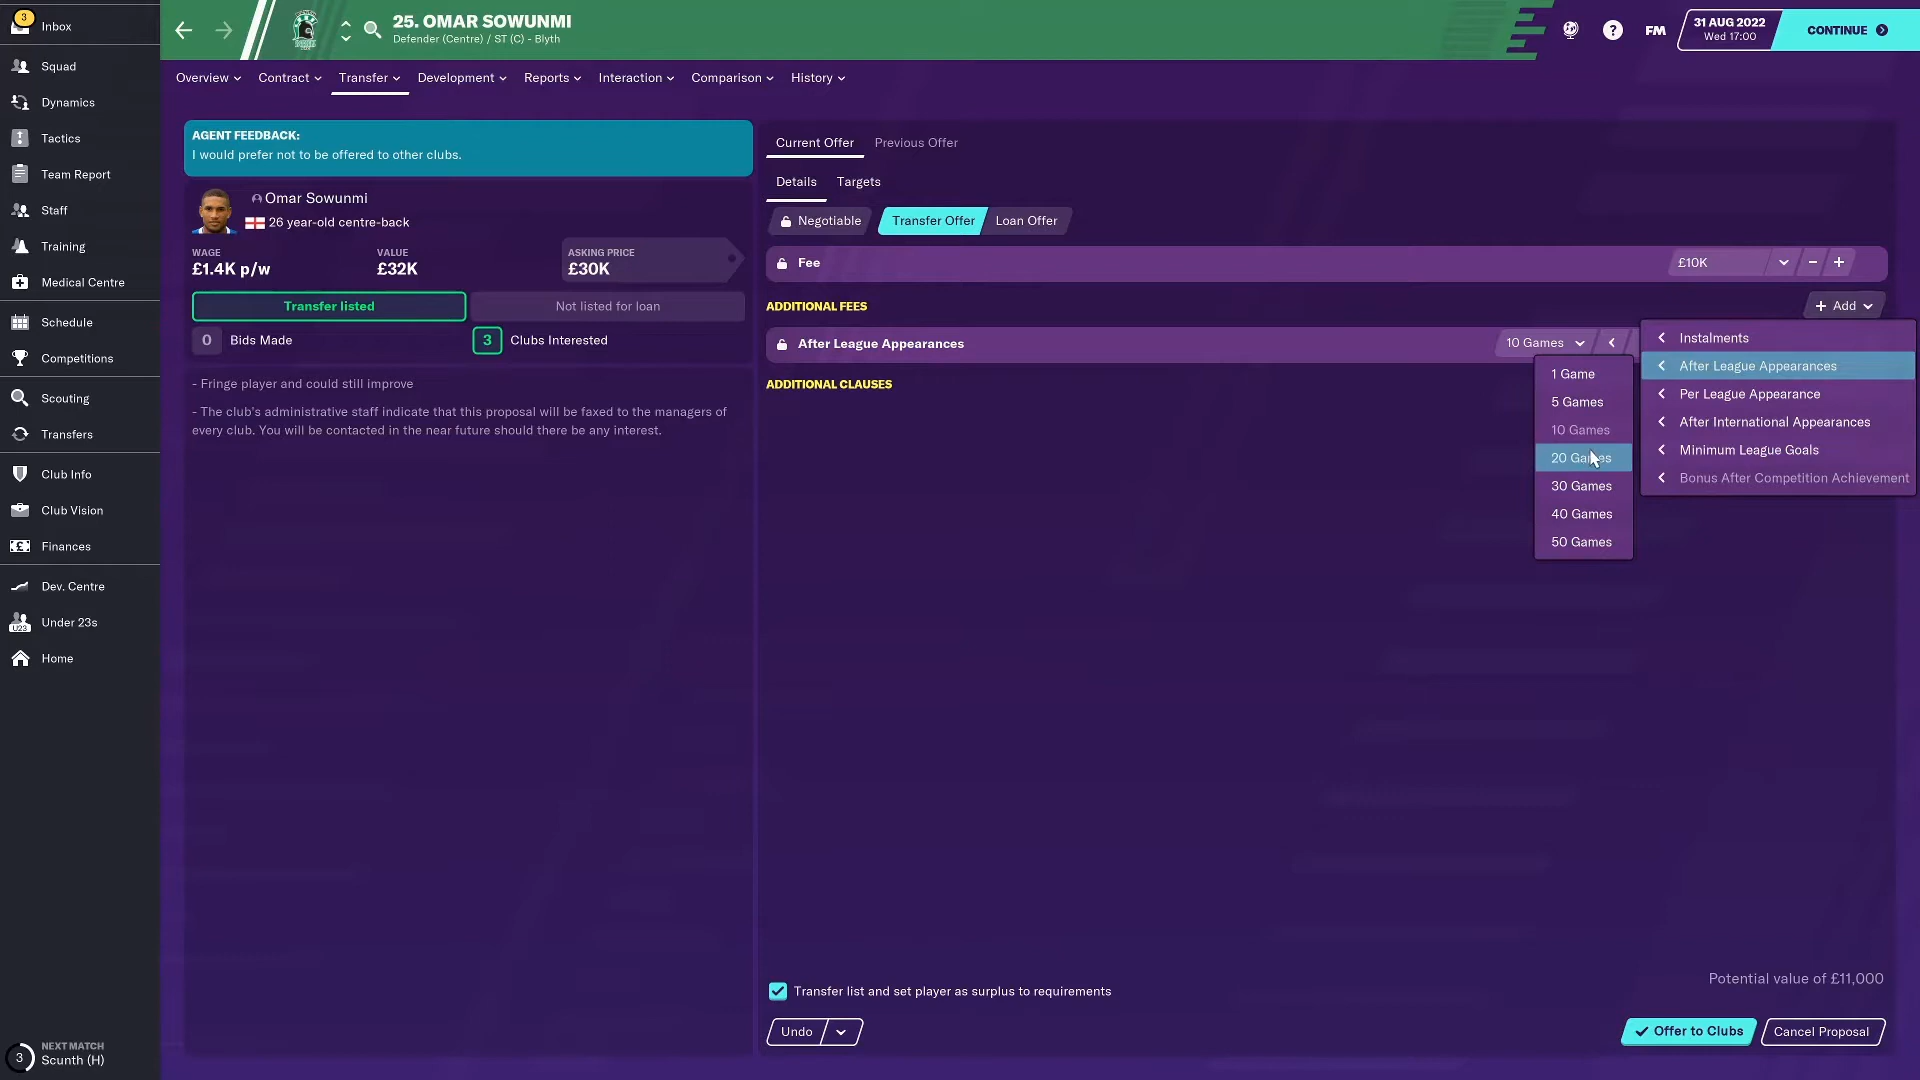 3
Inbox
Squad
Dynamics
Tactics
Team Report
Staff
Training
Medical Centre
Schedule
Competitions
Scouting
Transfers
Club Info
Club Vision
Finances
Dev. Centre
U23
Under 23s
Home
3
NEXT MATCH
Scunth (H)
25. OMAR SOWUNMI
Defender (Centre) / ST (C) - Blyth
?
FM
31 AUG 2022
Wed 17:00
CONTINUE
Overview
Contract
Transfer
Development
Reports
Interaction
Comparison
History
AGENT FEEDBACK:
I would prefer not to be offered to other clubs.
Omar Sowunmi
26 year-old centre-back
WAGE
£1.4K p/w
VALUE
£32K
ASKING PRICE
£30K
Transfer listed
Not listed for loan
0 Bids Made
3 Clubs Interested
- Fringe player and could still improve
- The club's administrative staff indicate that this proposal will be faxed to the managers of
every club. You will be contacted in the near future should there be any interest.
Current Offer
Previous Offer
Details
Targets
Negotiable
Transfer Offer
Loan Offer
Fee
£10K
- +
ADDITIONAL FEES
+ Add
After League Appearances
10 Games
1 Game
5 Games
10 Games
20 Games
30 Games
40 Games
50 Games
Instalments
After League Appearances
Per League Appearance
After International Appearances
Minimum League Goals
Bonus After Competition Achievement
ADDITIONAL CLAUSES
Potential value of £11,000
Transfer list and set player as surplus to requirements
Undo
Offer to Clubs
Cancel Proposal